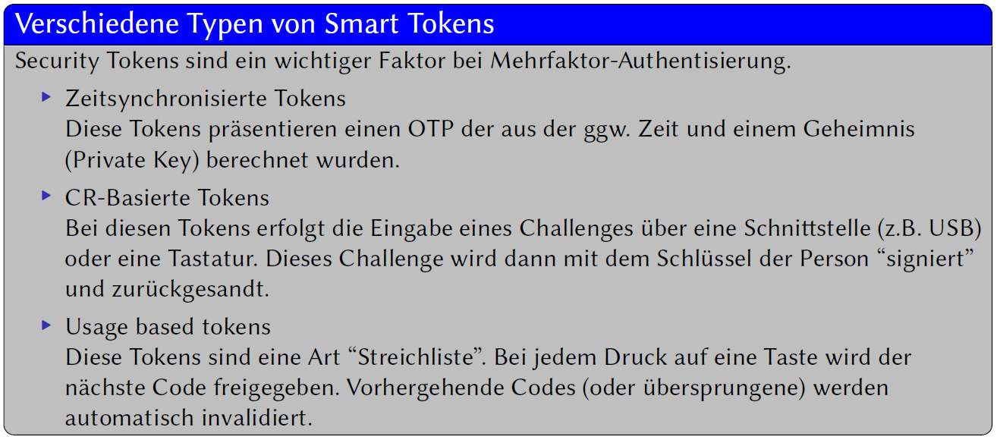 Verschiedene Typen von Smart Tokens
Security Tokens sind ein wichtiger Faktor bei Mehrfaktor-Authentisierung.
Zeitsynchronisierte Tokens
Diese Tokens präsentieren einen OTP der aus der ggw. Zeit und einem Geheimnis
(Private Key) berechnet wurden.
CR-Basierte Tokens
Bei diesen Tokens erfolgt die Eingabe eines Challenges über eine Schnittstelle (z.B. USB)
oder eine Tastatur. Dieses Challenge wird dann mit dem Schlüssel der Person “signiert”
und zurückgesandt.
Usage based tokens
Diese Tokens sind eine Art “Streichliste”. Bei jedem Druck auf eine Taste wird der
nächste Code freigegeben. Vorhergehende Codes (oder übersprungene) werden
automatisch invalidiert.